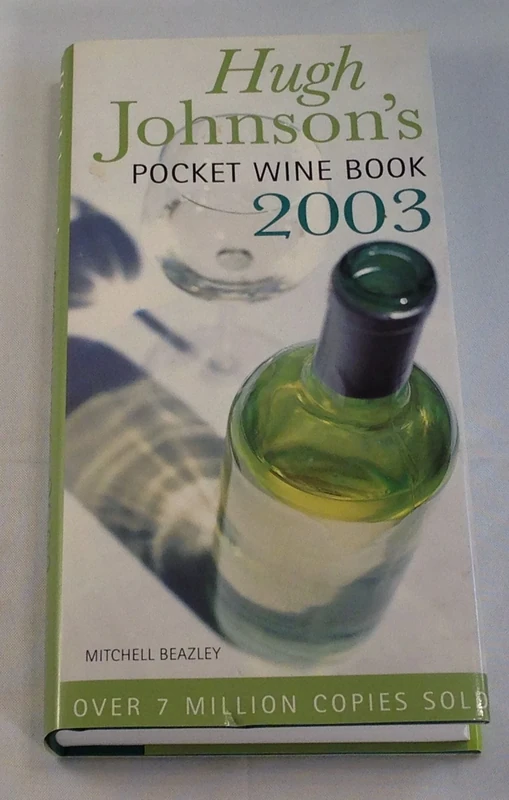 Hugh
Johnson's
POCKET WINE BOOK
2003
MITCHELL BEAZLEY
OVER 7 MILLION COPIES SOLD